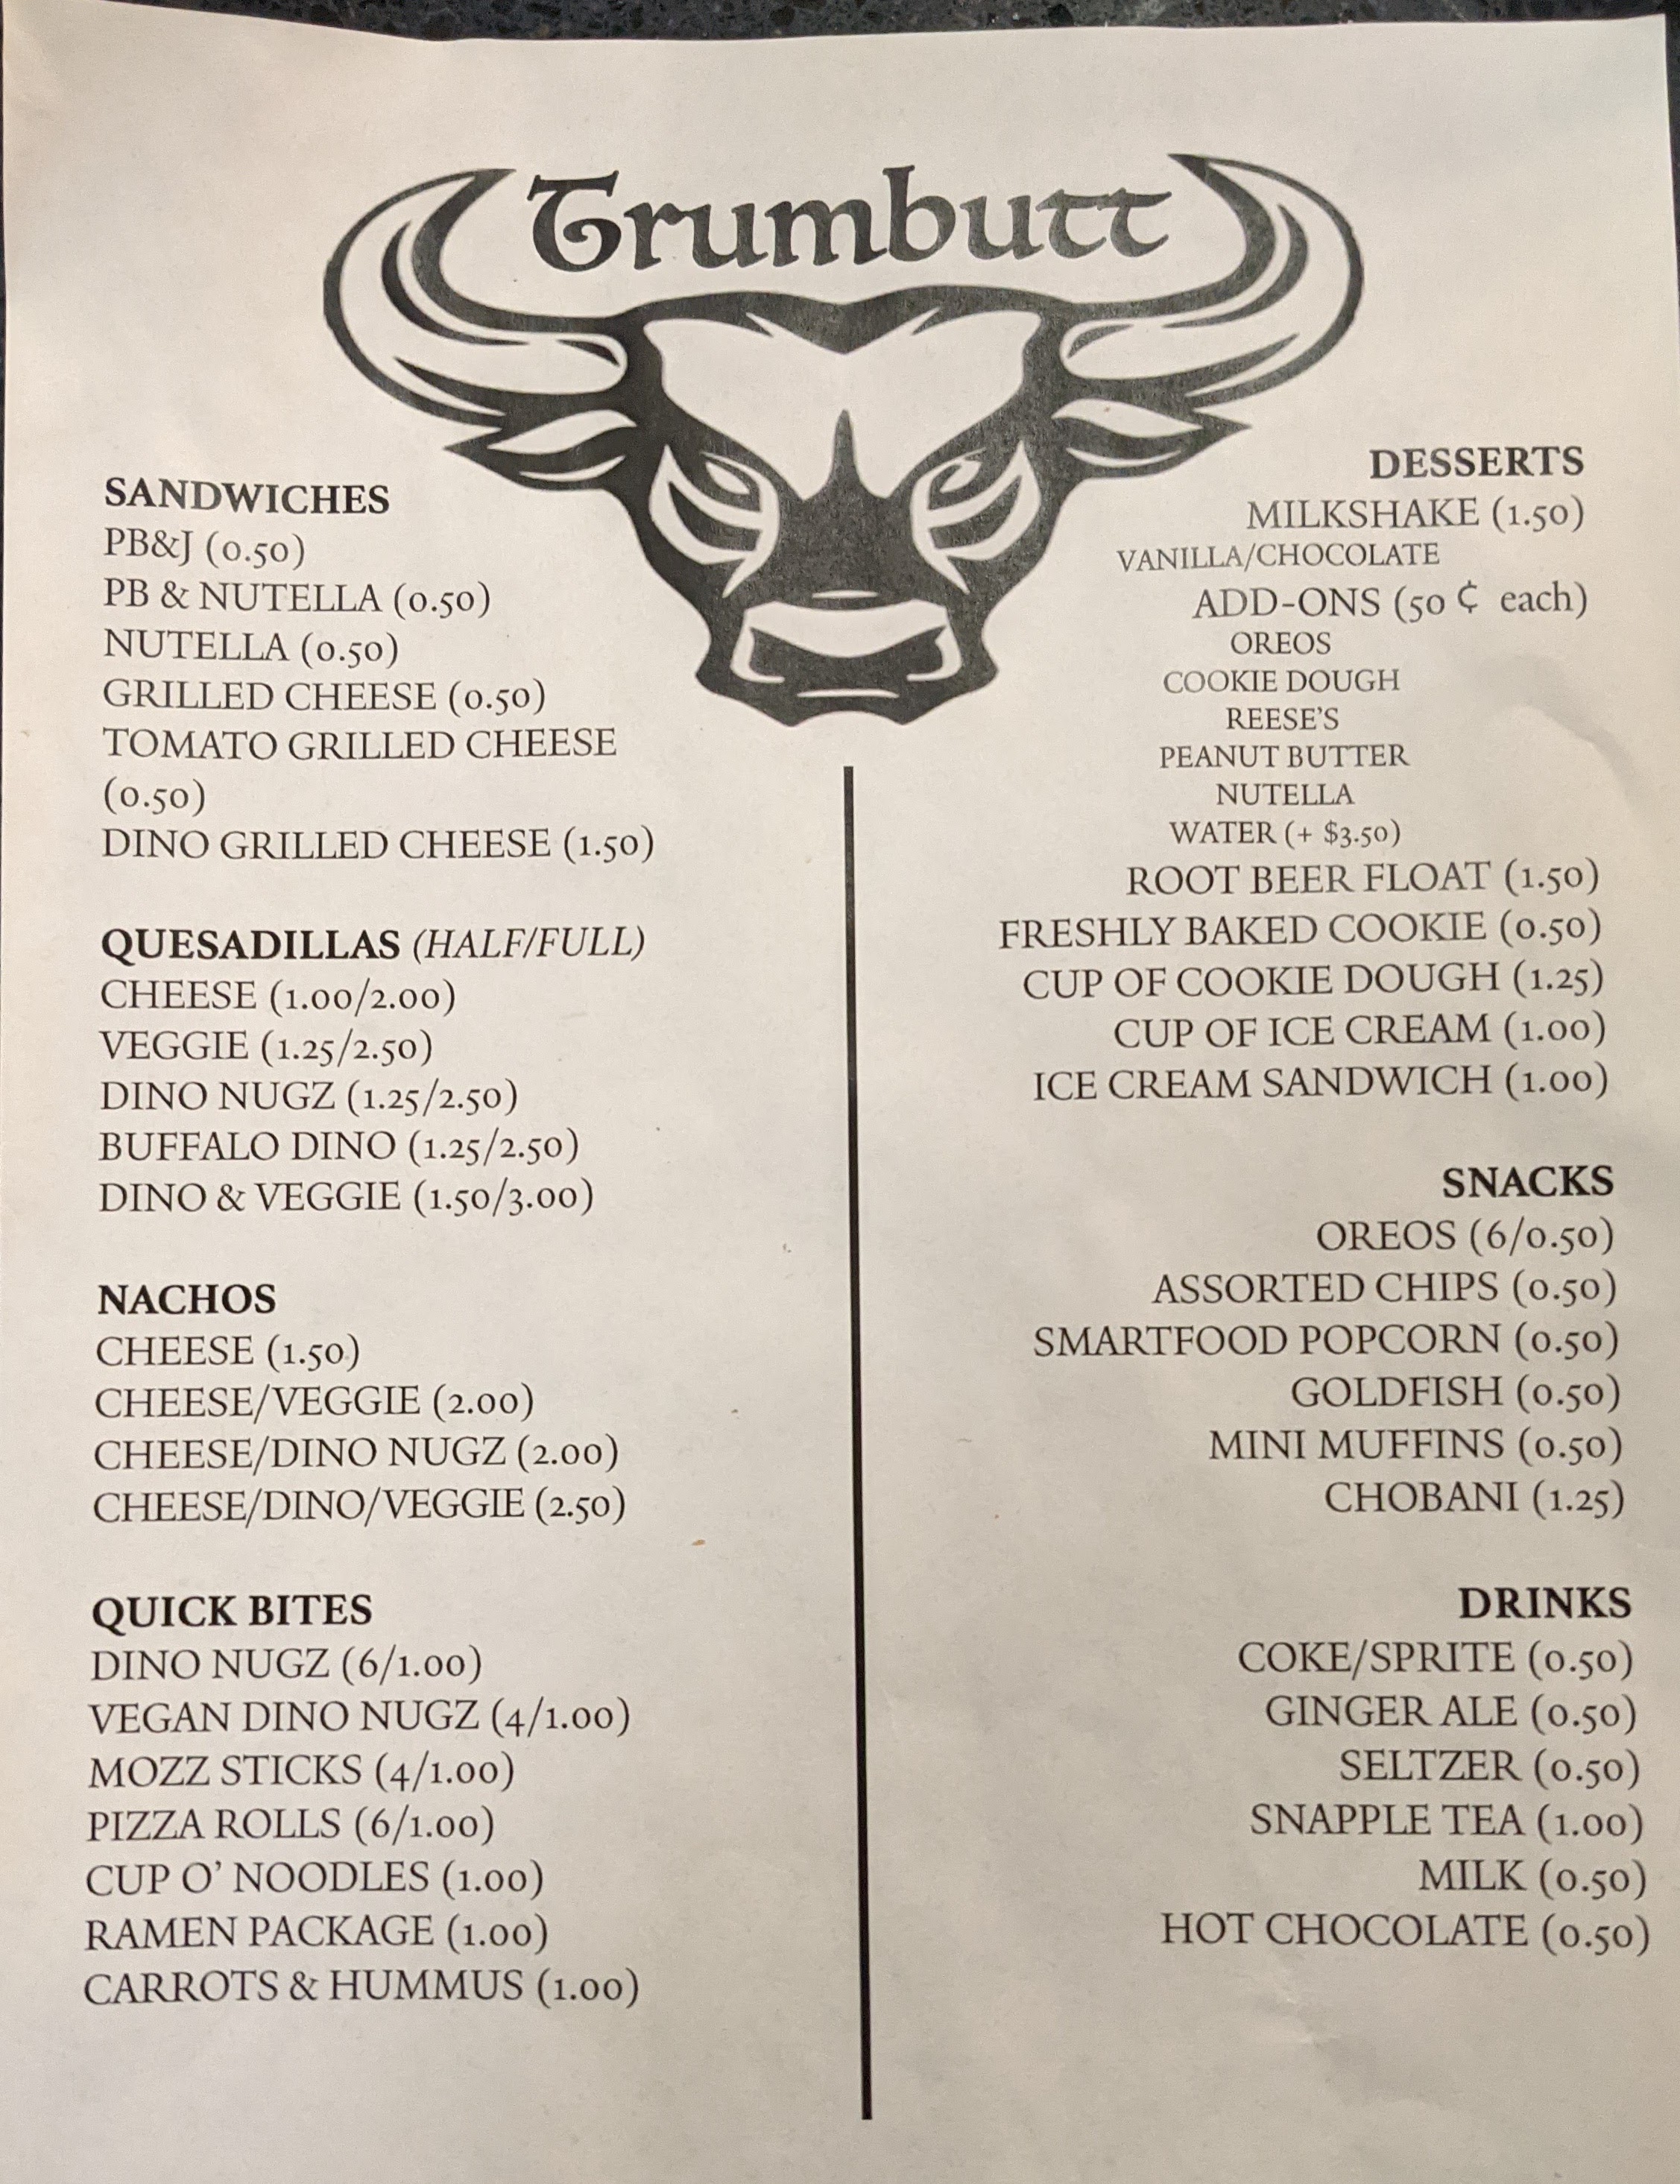 Trumbutt
SANDWICHES
PB&J (0.50)
PB & NUTELLA (0.50)
NUTELLA (0.50)
GRILLED CHEESE (0.50)
TOMATO GRILLED CHEESE
(0.50)
DINO GRILLED CHEESE (1.50)
QUESADILLAS (HALF/FULL)
CHEESE (1.00/2.00)
VEGGIE (1.25/2.50)
DINO NUGZ (1.25/2.50)
BUFFALO DINO (1.25/2.50)
DINO & VEGGIE (1.50/3.00)
NACHOS
CHEESE (1.50)
CHEESE/VEGGIE (2.00)
CHEESE/DINO NUGZ (2.00)
CHEESE/DINO/VEGGIE (2.50)
QUICK BITES
DINO NUGZ (6/1.00)
VEGAN DINO NUGZ (4/1.00)
MOZZ STICKS (4/1.00)
PIZZA ROLLS (6/1.00)
CUP O’ NOODLES (1.00)
RAMEN PACKAGE (1.00)
CARROTS & HUMMUS (1.00)
DESSERTS
MILKSHAKE (1.50)
VANILLA/CHOCOLATE
ADD-ONS (50 ¢ each)
OREOS
COOKIE DOUGH
REESE’S
PEANUT BUTTER
NUTELLA
WATER (+ $3.50)
ROOT BEER FLOAT (1.50)
FRESHLY BAKED COOKIE (0.50)
CUP OF COOKIE DOUGH (1.25)
CUP OF ICE CREAM (1.00)
ICE CREAM SANDWICH (1.00)
SNACKS
OREOS (6/0.50)
ASSORTED CHIPS (0.50)
SMARTFOOD POPCORN (0.50)
GOLDFISH (0.50)
MINI MUFFINS (0.50)
CHOBANI (1.25)
DRINKS
COKE/SPRITE (0.50)
GINGER ALE (0.50)
SELTZER (0.50)
SNAPPLE TEA (1.00)
MILK (0.50)
HOT CHOCOLATE (0.50)